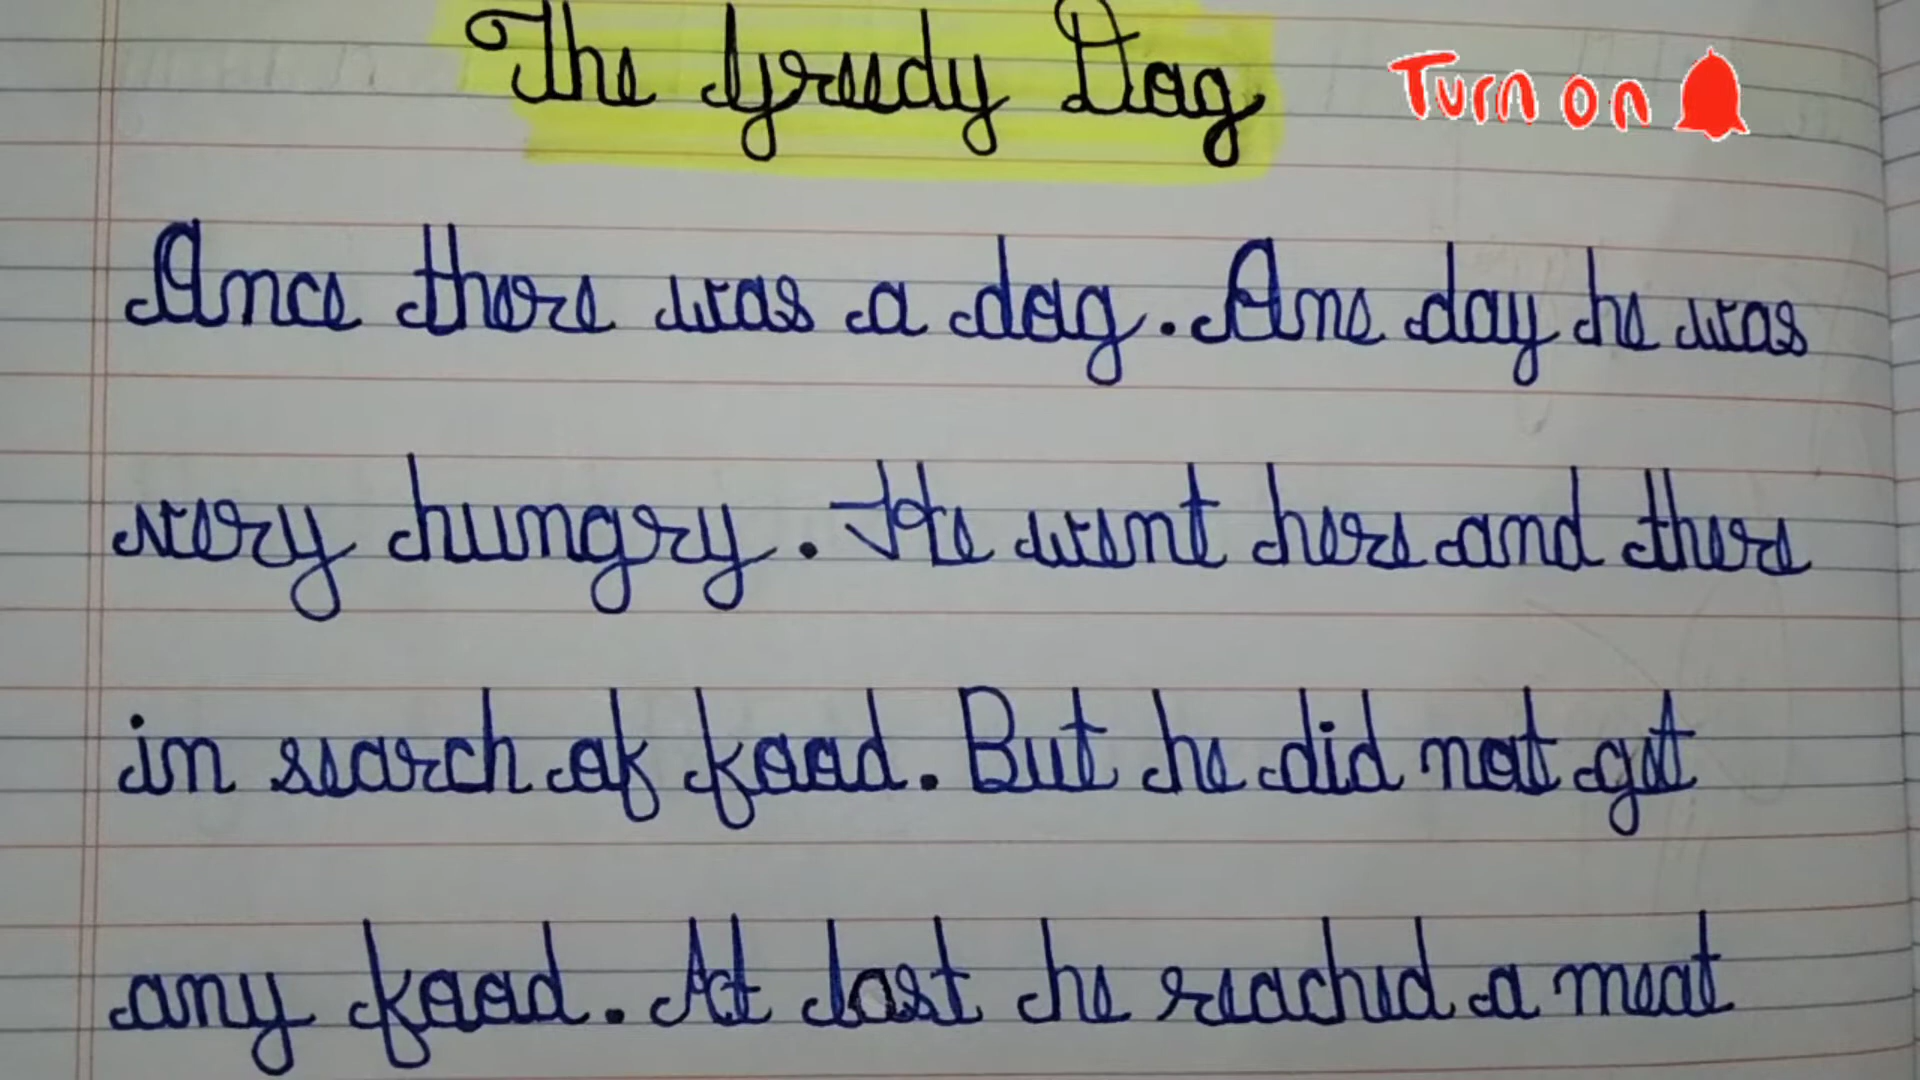 The Greedy Dog
Turn on
Once there was a dog. One day he was
very hungry. He went here and there
in search of food. But he did not get
any food. At last he reached a meat